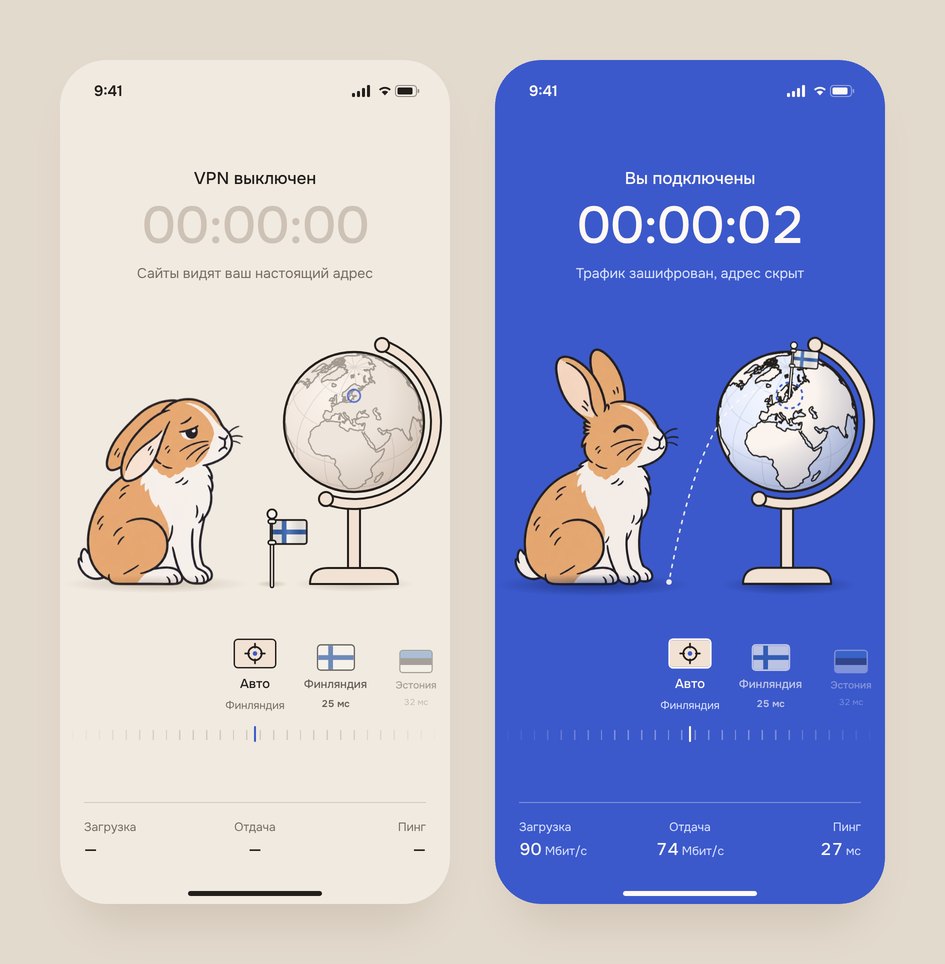 9:41
VPN выключен
00:00:00
Сайты видят ваш настоящий адрес
Авто
Финляндия
Финляндия
25 мс
Эстония
32 мс
Загрузка
—
Отдача
—
Пинг
—
9:41
Вы подключены
00:00:02
Трафик зашифрован, адрес скрыт
Авто
Финляндия
Финляндия
25 мс
Эстония
32 мс
Загрузка
90 Мбит/с
Отдача
74 Мбит/с
Пинг
27 мс